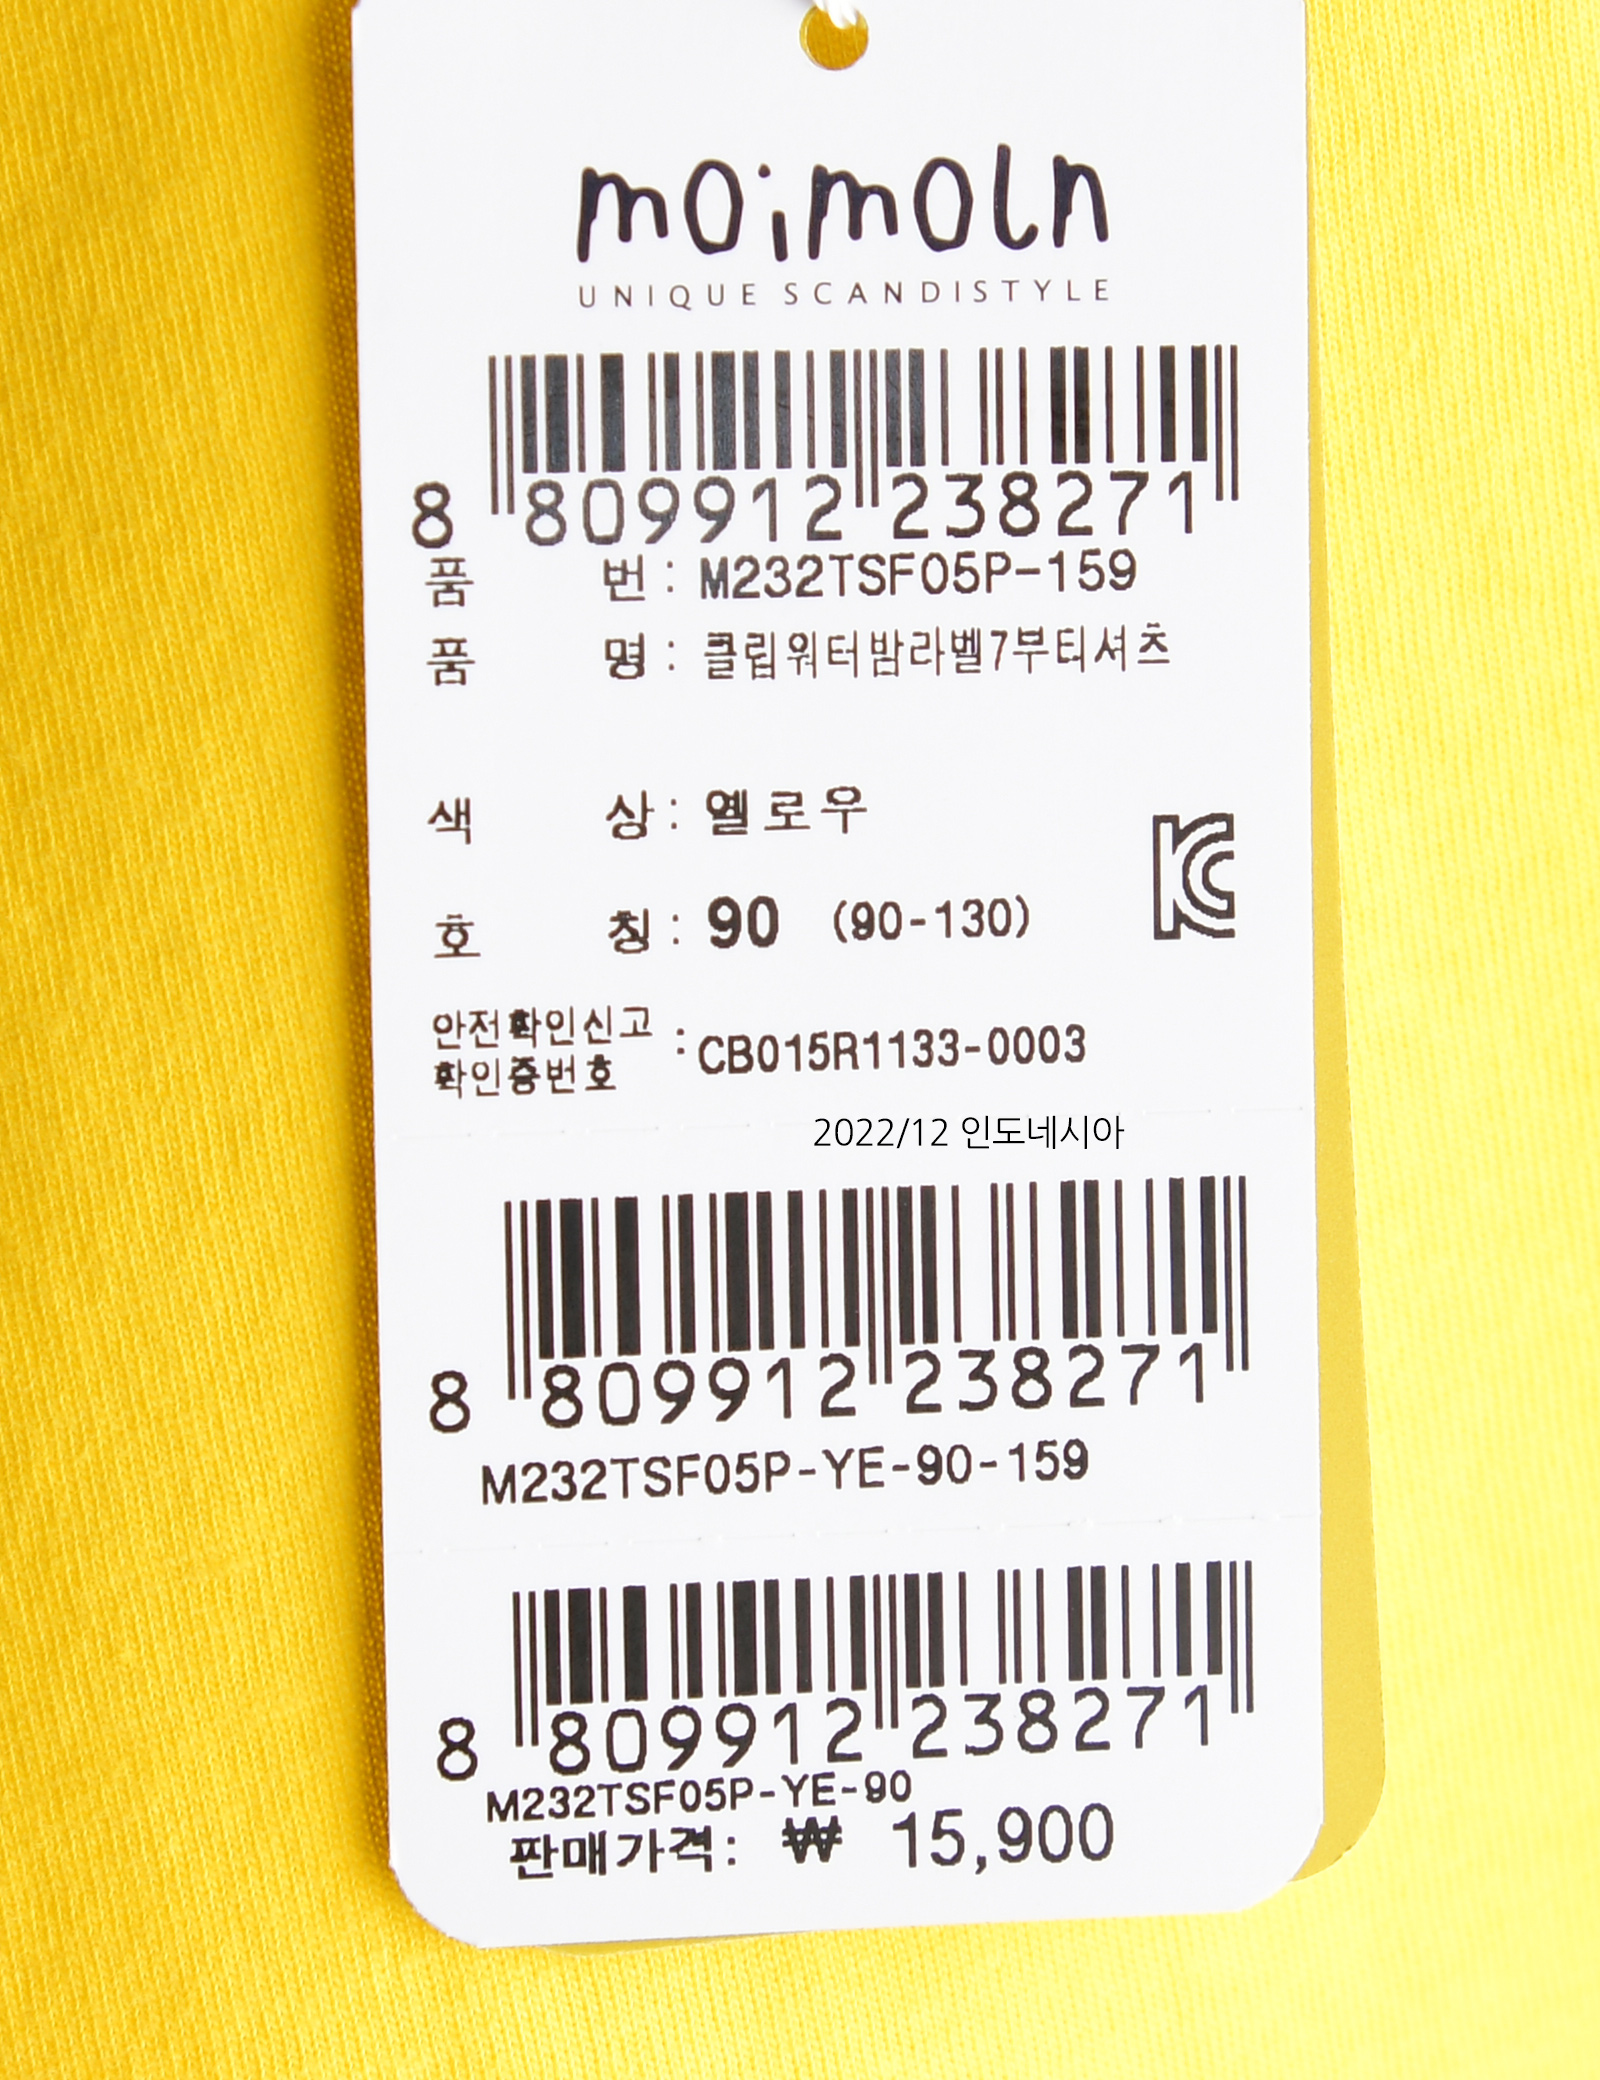 moimoln
UNIQUE SCANDISTYLE
8 809912 238271
품 번 : M232TSF05P-159
품 명 : 클립워터밤라벨7부티셔츠
색 상 : 옐로우
호 칭 : 90 (90-130)
KC
안전확인신고
확인증번호 : CB015R1133-0003
2022/12 인도네시아
8 809912 238271
M232TSF05P-YE-90-159
8 809912 238271
M232TSF05P-YE-90
판매가격: ₩ 15,900